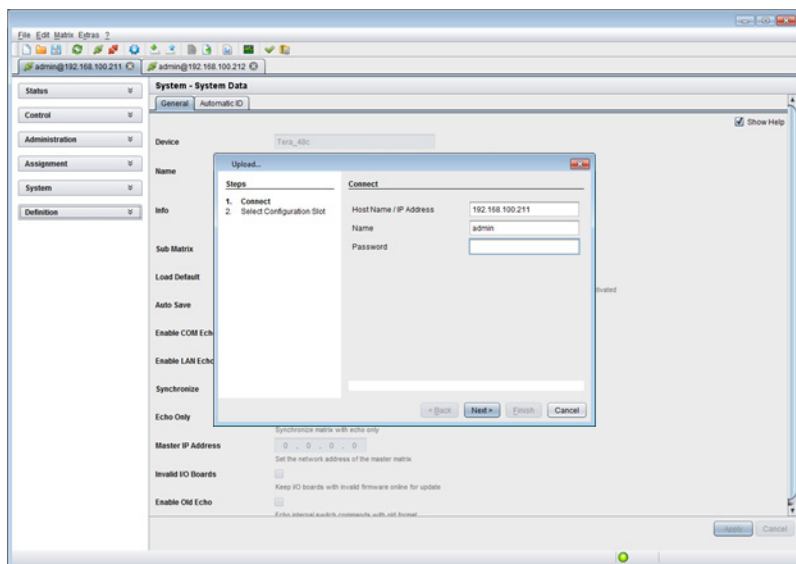 File Edit Matrix Extras ?
admin@192.168.100.211
admin@192.168.100.212
Status
Control
Administration
Assignment
System
Definition
System - System Data
General
Automatic ID
Show Help
Device
Tera_48c
Name
Info
Sub Matrix
Load Default
Auto Save
Enable COM Ech
Enable LAN Echo
Synchronize
Echo Only
Synchronize matrix with echo only
Master IP Address
0 . 0 . 0 . 0
Set the network address of the master matrix
Invalid I/O Boards
Keep I/O boards with invalid firmware online for update
Enable Old Echo
Echo internal switch commands with old format
tivated
Apply
Cancel
Upload...
Steps
1. Connect
2. Select Configuration Slot
Connect
Host Name / IP Address
192.168.100.211
Name
admin
Password
< Back
Next >
Finish
Cancel